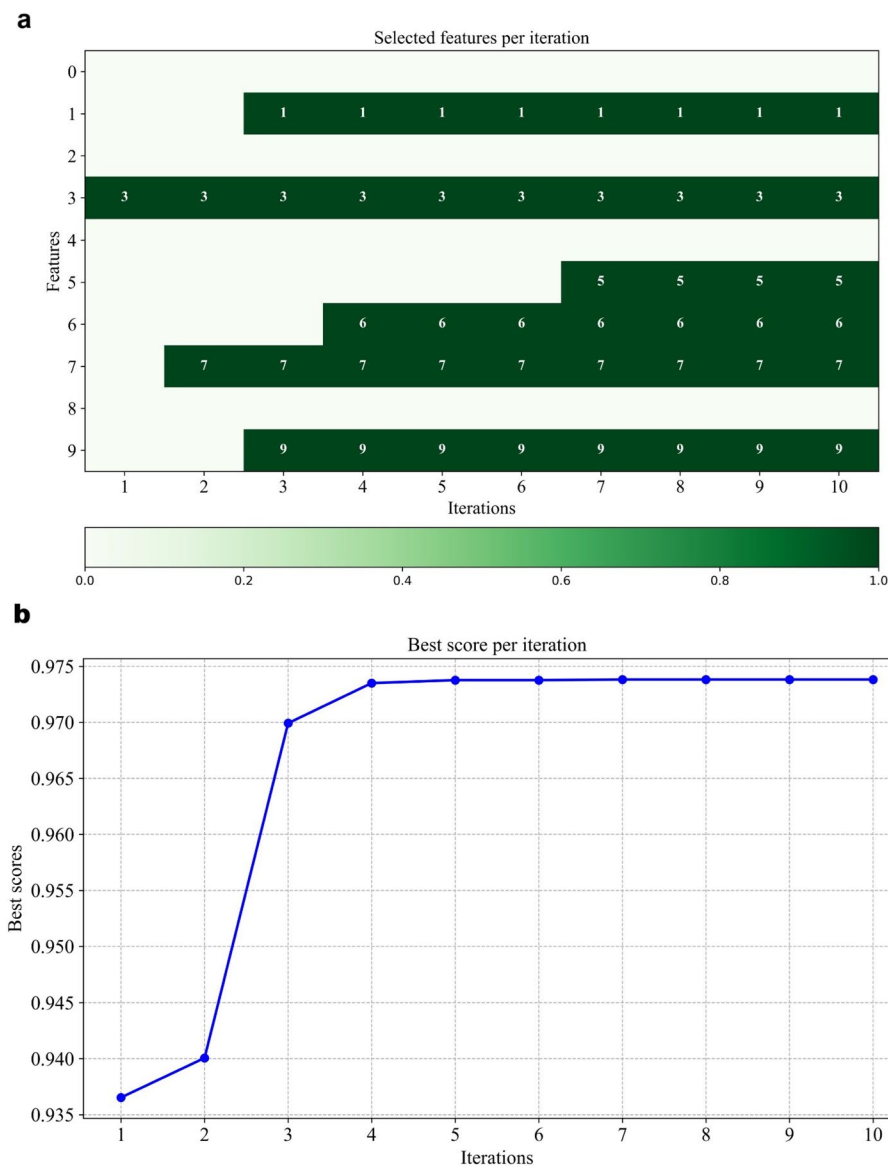 a
Selected features per iteration
0
1 1 1 1 1 1 1 1 1
2
3 3 3 3 3 3 3 3 3 3 3
4
5 5 5 5 5
6 6 6 6 6 6 6 6
7 7 7 7 7 7 7 7 7 7
8
9 9 9 9 9 9 9 9 9
Features
1 2 3 4 5 6 7 8 9 10
Iterations
0.0 0.2 0.4 0.6 0.8 1.0
b
Best score per iteration
0.975
0.970
0.965
0.960
0.955
0.950
0.945
0.940
0.935
Best scores
1 2 3 4 5 6 7 8 9 10
Iterations